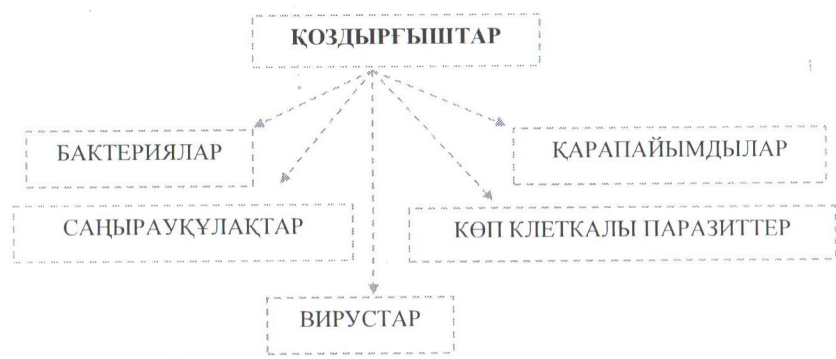 ҚОЗДЫРҒЫШТАР
БАКТЕРИЯЛАР
ҚАРАПАЙЫМДЫЛАР
САҢЫРАУҚҰЛАҚТАР
КӨП КЛЕТКАЛЫ ПАРАЗИТТЕР
ВИРУСТАР